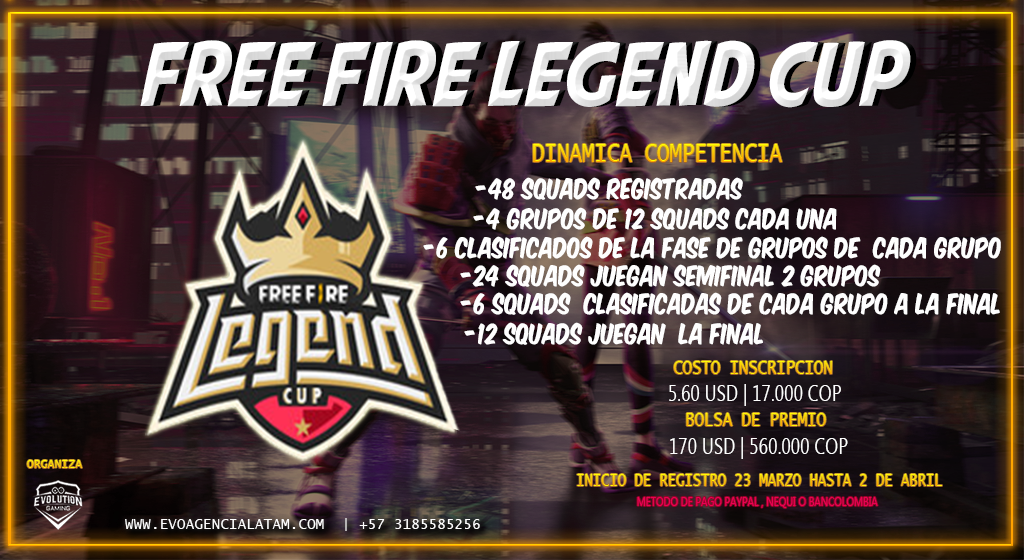 FREE FIRE LEGEND CUP
DINAMICA COMPETENCIA
-48 SQUADS REGISTRADAS
-4 GRUPOS DE 12 SQUADS CADA UNA
-6 CLASIFICADOS DE LA FASE DE GRUPOS DE CADA GRUPO
-24 SQUADS JUEGAN SEMIFINAL 2 GRUPOS
-6 SQUADS CLASIFICADAS DE CADA GRUPO A LA FINAL
-12 SQUADS JUEGAN LA FINAL
FREE FIRE
Legend
CUP
COSTO INSCRIPCION
5.60 USD | 17.000 COP
BOLSA DE PREMIO
170 USD | 560.000 COP
INICIO DE REGISTRO 23 MARZO HASTA 2 DE ABRIL
METODO DE PAGO PAYPAL , NEQUI O BANCOLOMBIA
ORGANIZA
EVOLUTION
GAMING
WWW.EVOAGENCIALATAM.COM | +57 3185585256